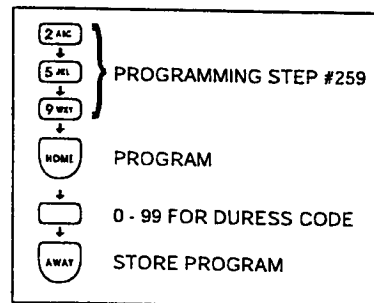 2 ABC
5 JKL
PROGRAMMING STEP #259
9 WXY
HOME
PROGRAM
0 - 99 FOR DURESS CODE
AWAY
STORE PROGRAM